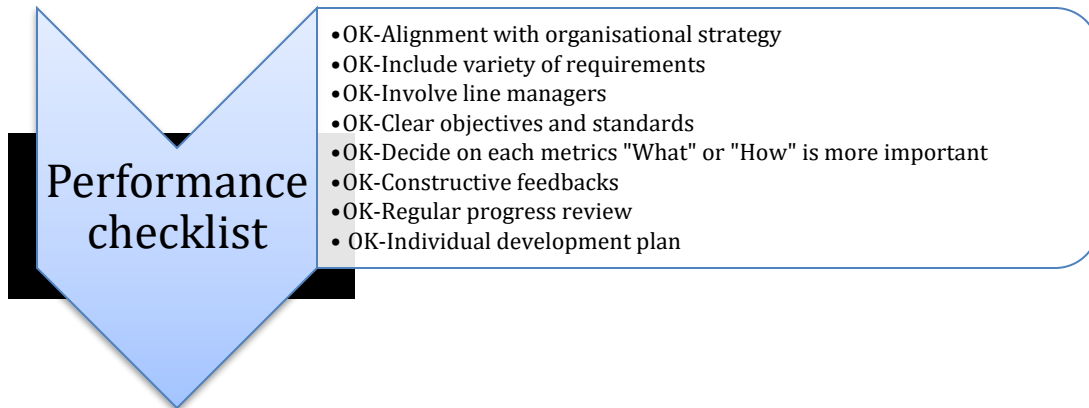 Performance
checklist
•OK-Alignment with organisational strategy
•OK-Include variety of requirements
•OK-Involve line managers
•OK-Clear objectives and standards
•OK-Decide on each metrics "What" or "How" is more important
•OK-Constructive feedbacks
•OK-Regular progress review
• OK-Individual development plan